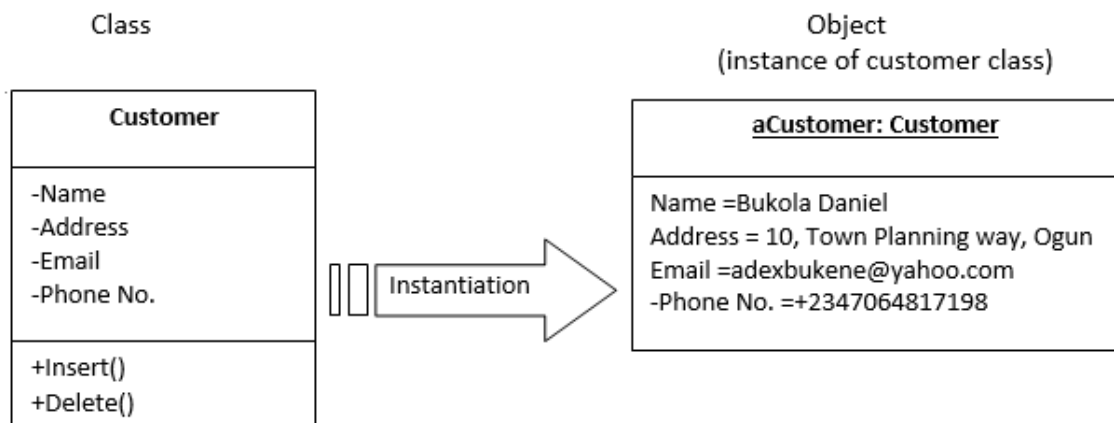 Class
Customer
-Name
-Address
-Email
-Phone No.
+Insert()
+Delete()
Instantiation
Object
(instance of customer class)
aCustomer: Customer
Name =Bukola Daniel
Address = 10, Town Planning way, Ogun
Email =adexbukene@yahoo.com
-Phone No. =+2347064817198